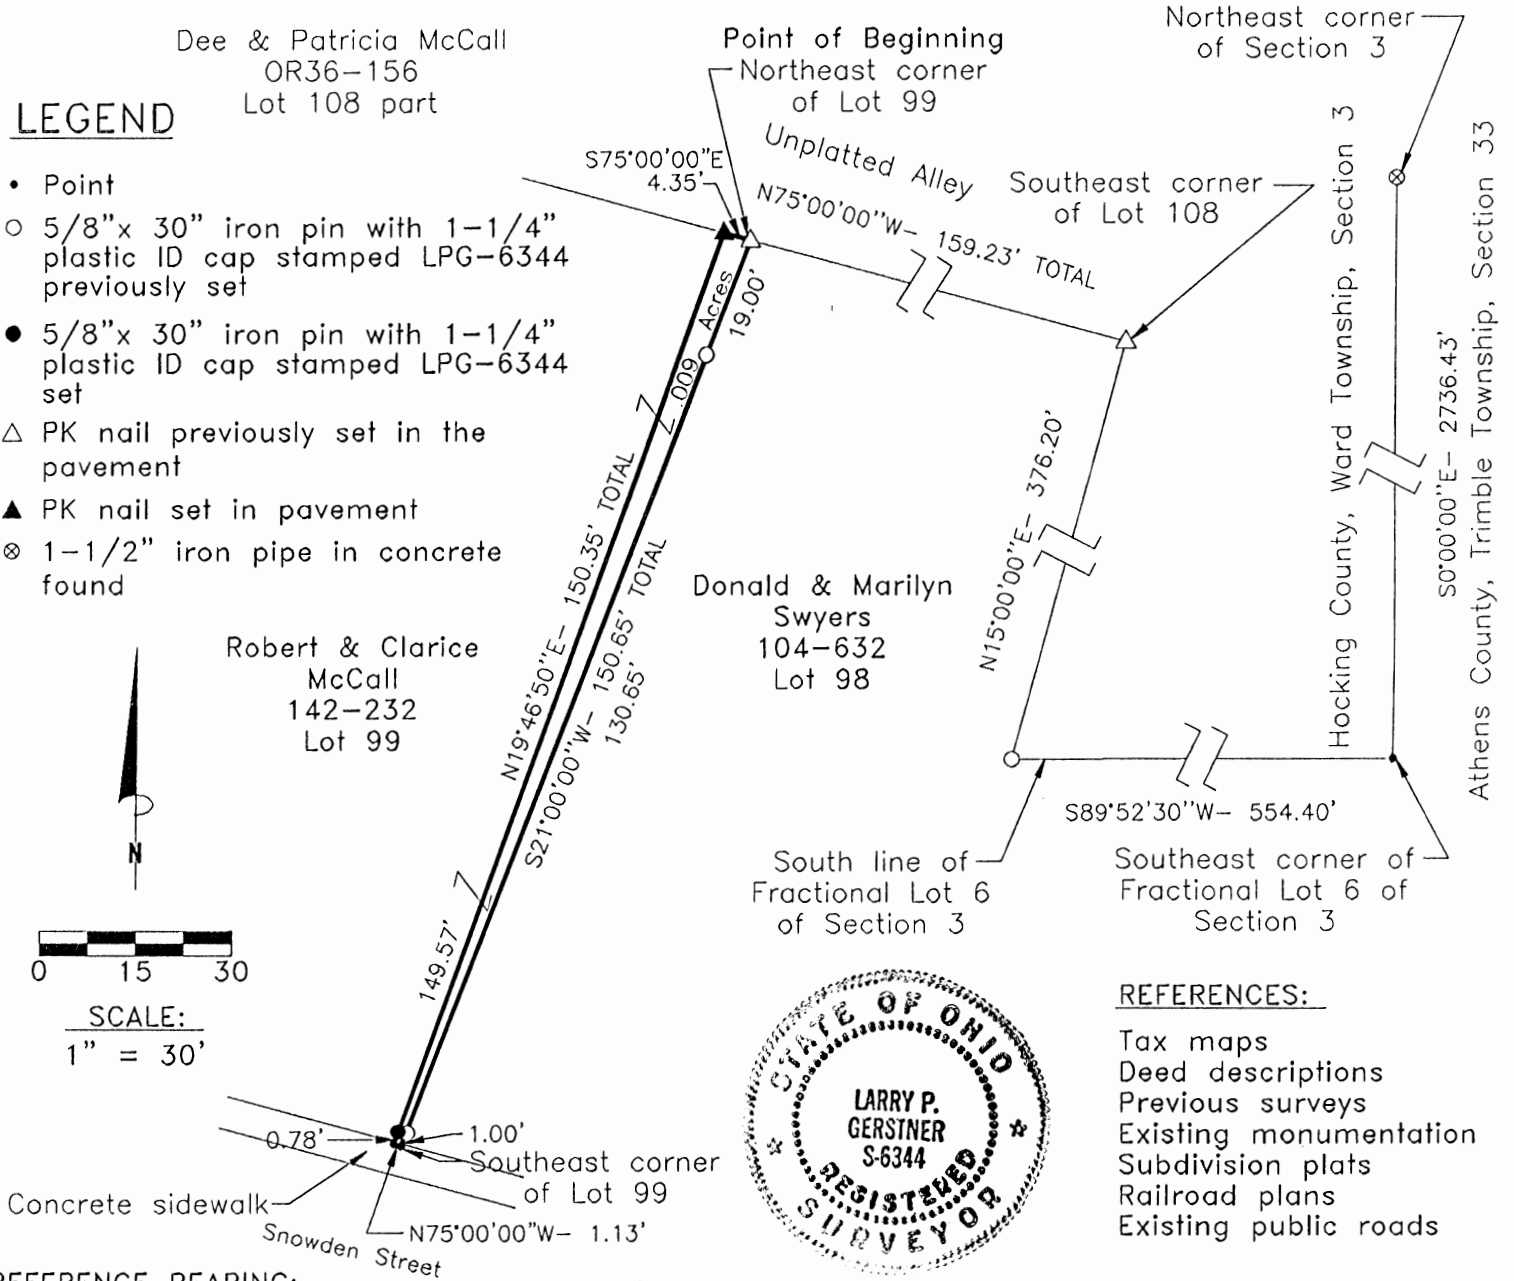 Dee & Patricia McCall
OR36-156
Lot 108 part
Point of Beginning
Northeast corner
of Lot 99
Northeast corner
of Section 3
LEGEND
• Point
○ 5/8"x 30" iron pin with 1-1/4"
plastic ID cap stamped LPG-6344
previously set
● 5/8"x 30" iron pin with 1-1/4"
plastic ID cap stamped LPG-6344
set
△ PK nail previously set in the
pavement
▲ PK nail set in pavement
⊗ 1-1/2" iron pipe in concrete
found
S75°00'00"E
4.35'
Unplatted Alley
N75°00'00"W- 159.23' TOTAL
Southeast corner
of Lot 108
Hocking County, Ward Township, Section 3
Athens County, Trimble Township, Section 33
S0°00'00"E- 2736.43'
.009 Acres
19.00'
N19°46'50"E- 150.35' TOTAL
S21°00'00"W- 150.65' TOTAL
130.65'
149.57'
N15°00'00"E- 376.20'
Donald & Marilyn
Swyers
104-632
Lot 98
Robert & Clarice
McCall
142-232
Lot 99
N
S89°52'30"W- 554.40'
South line of
Fractional Lot 6
of Section 3
Southeast corner of
Fractional Lot 6 of
Section 3
0 15 30
SCALE:
1" = 30'
0.78'
1.00'
Southeast corner
of Lot 99
Concrete sidewalk
N75°00'00"W- 1.13'
Snowden Street
STATE OF OHIO
LARRY P.
GERSTNER
S-6344
REGISTERED
SURVEYOR
REFERENCES:
Tax maps
Deed descriptions
Previous surveys
Existing monumentation
Subdivision plats
Railroad plans
Existing public roads
REFERENCE BEARING: